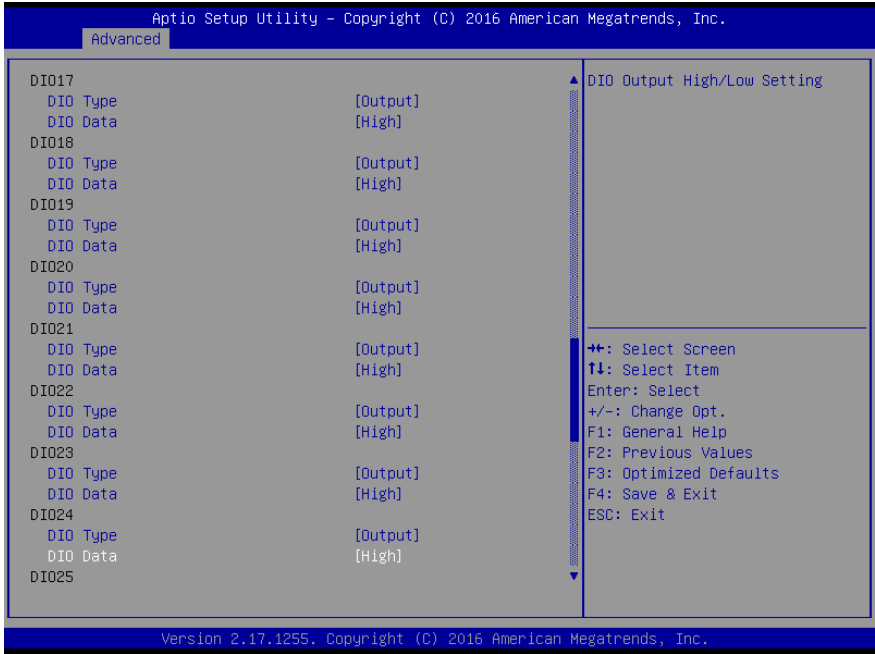 Aptio Setup Utility – Copyright (C) 2016 American Megatrends, Inc.
Advanced
DIO17
DIO Type [Output]
DIO Data [High]
DIO18
DIO Type [Output]
DIO Data [High]
DIO19
DIO Type [Output]
DIO Data [High]
DIO20
DIO Type [Output]
DIO Data [High]
DIO21
DIO Type [Output]
DIO Data [High]
DIO22
DIO Type [Output]
DIO Data [High]
DIO23
DIO Type [Output]
DIO Data [High]
DIO24
DIO Type [Output]
DIO Data [High]
DIO25
DIO Output High/Low Setting
→←: Select Screen
↑↓: Select Item
Enter: Select
+/-: Change Opt.
F1: General Help
F2: Previous Values
F3: Optimized Defaults
F4: Save & Exit
ESC: Exit
Version 2.17.1255. Copyright (C) 2016 American Megatrends, Inc.